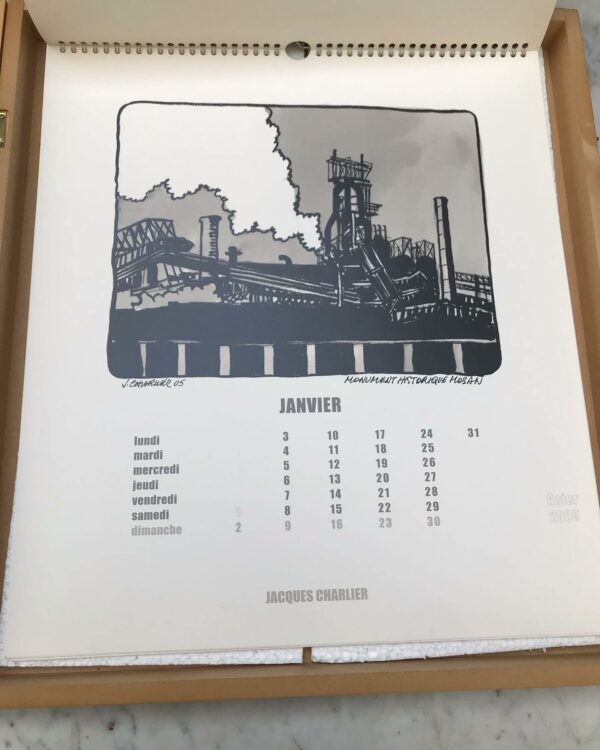 J. CHARLIER 05
MONUMENT HISTORIQUE MOSAN
JANVIER
lundi 3 10 17 24 31
mardi 4 11 18 25
mercredi 5 12 19 26
jeudi 6 13 20 27
vendredi 7 14 21 28
samedi 1 8 15 22 29
dimanche 2 9 16 23 30
Acier
2005
JACQUES CHARLIER